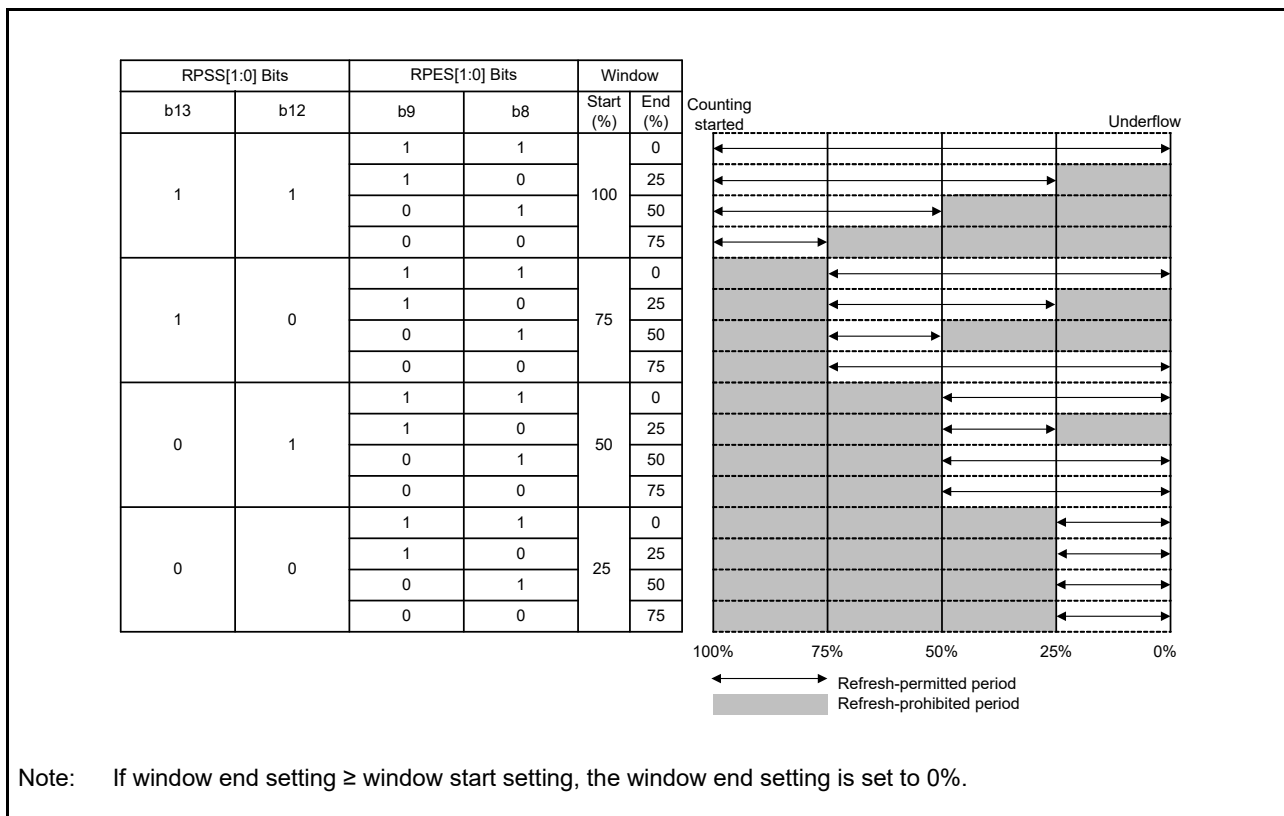 RPSS[1:0] Bits RPES[1:0] Bits Window
b13 b12 b9 b8 Start (%) End (%)
Counting started Underflow
1 1 1 1 100 0
1 0 25
0 1 50
0 0 75
1 0 1 1 75 0
1 0 25
0 1 50
0 0 75
0 1 1 1 50 0
1 0 25
0 1 50
0 0 75
0 0 1 1 25 0
1 0 25
0 1 50
0 0 75
100% 75% 50% 25% 0%
Refresh-permitted period
Refresh-prohibited period
Note: If window end setting ≥ window start setting, the window end setting is set to 0%.